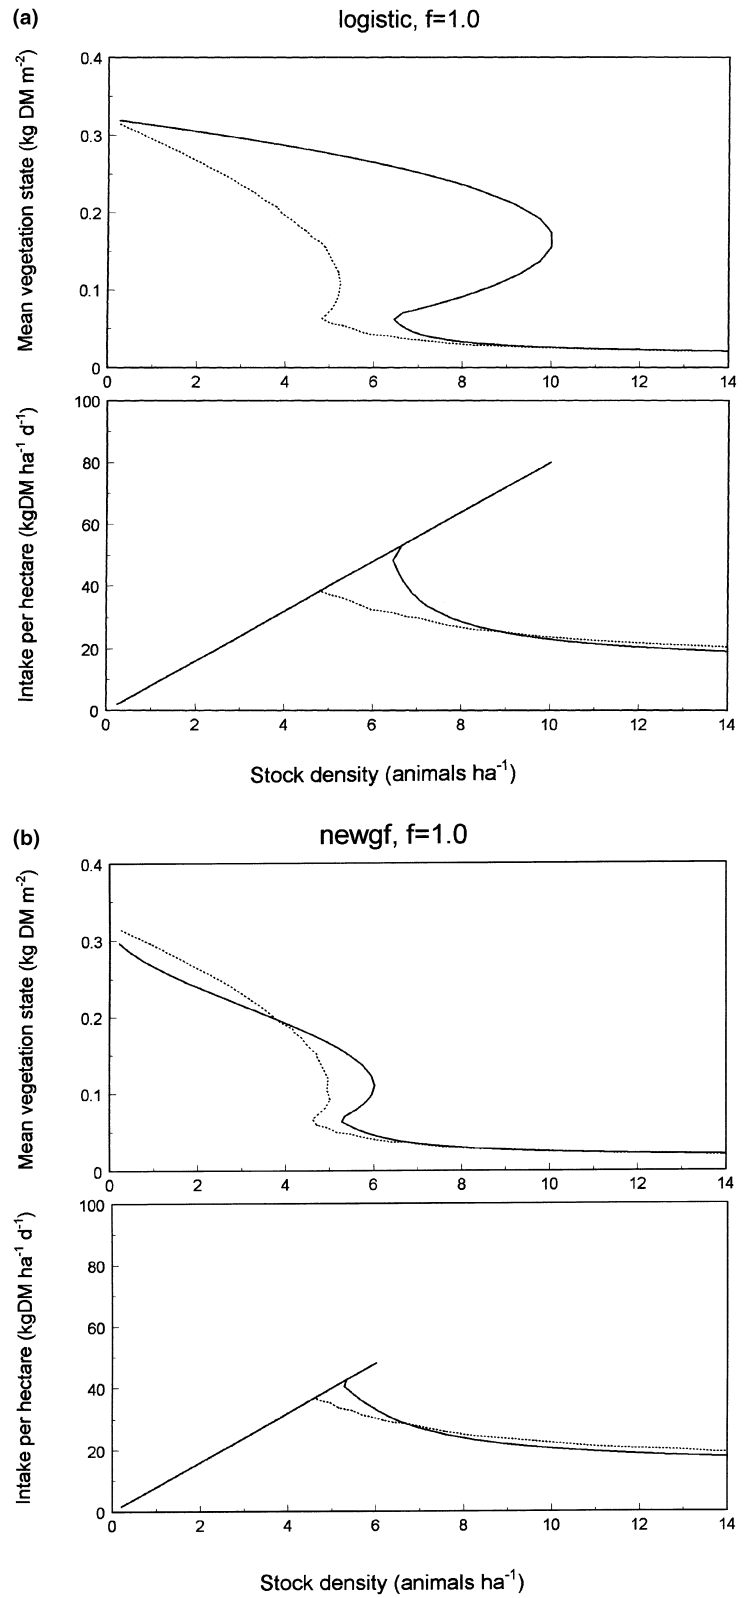 (a)
logistic, f=1.0
Mean vegetation state (kg DM m-2)
0.4
0.3
0.2
0.1
0
0 2 4 6 8 10 12 14
Intake per hectare (kgDM ha-1 d-1)
100
80
60
40
20
0
0 2 4 6 8 10 12 14
Stock density (animals ha-1)
(b)
newgf, f=1.0
Mean vegetation state (kg DM m-2)
0.4
0.3
0.2
0.1
0
0 2 4 6 8 10 12 14
Intake per hectare (kgDM ha-1 d-1)
100
80
60
40
20
0
0 2 4 6 8 10 12 14
Stock density (animals ha-1)